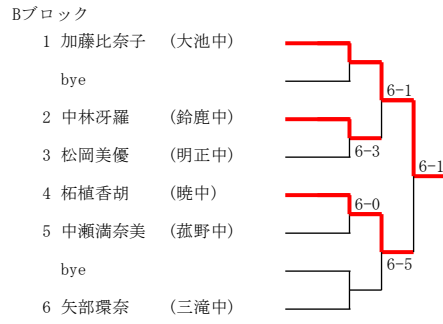 Bブロック
1 加藤比奈子 (大池中)
bye
6-1
2 中林冴羅 (鈴鹿中)
6-3
3 松岡美優 (明正中)
6-1
4 柘植香胡 (暁中)
6-0
5 中瀬満奈美 (菰野中)
6-5
bye
6 矢部環奈 (三滝中)